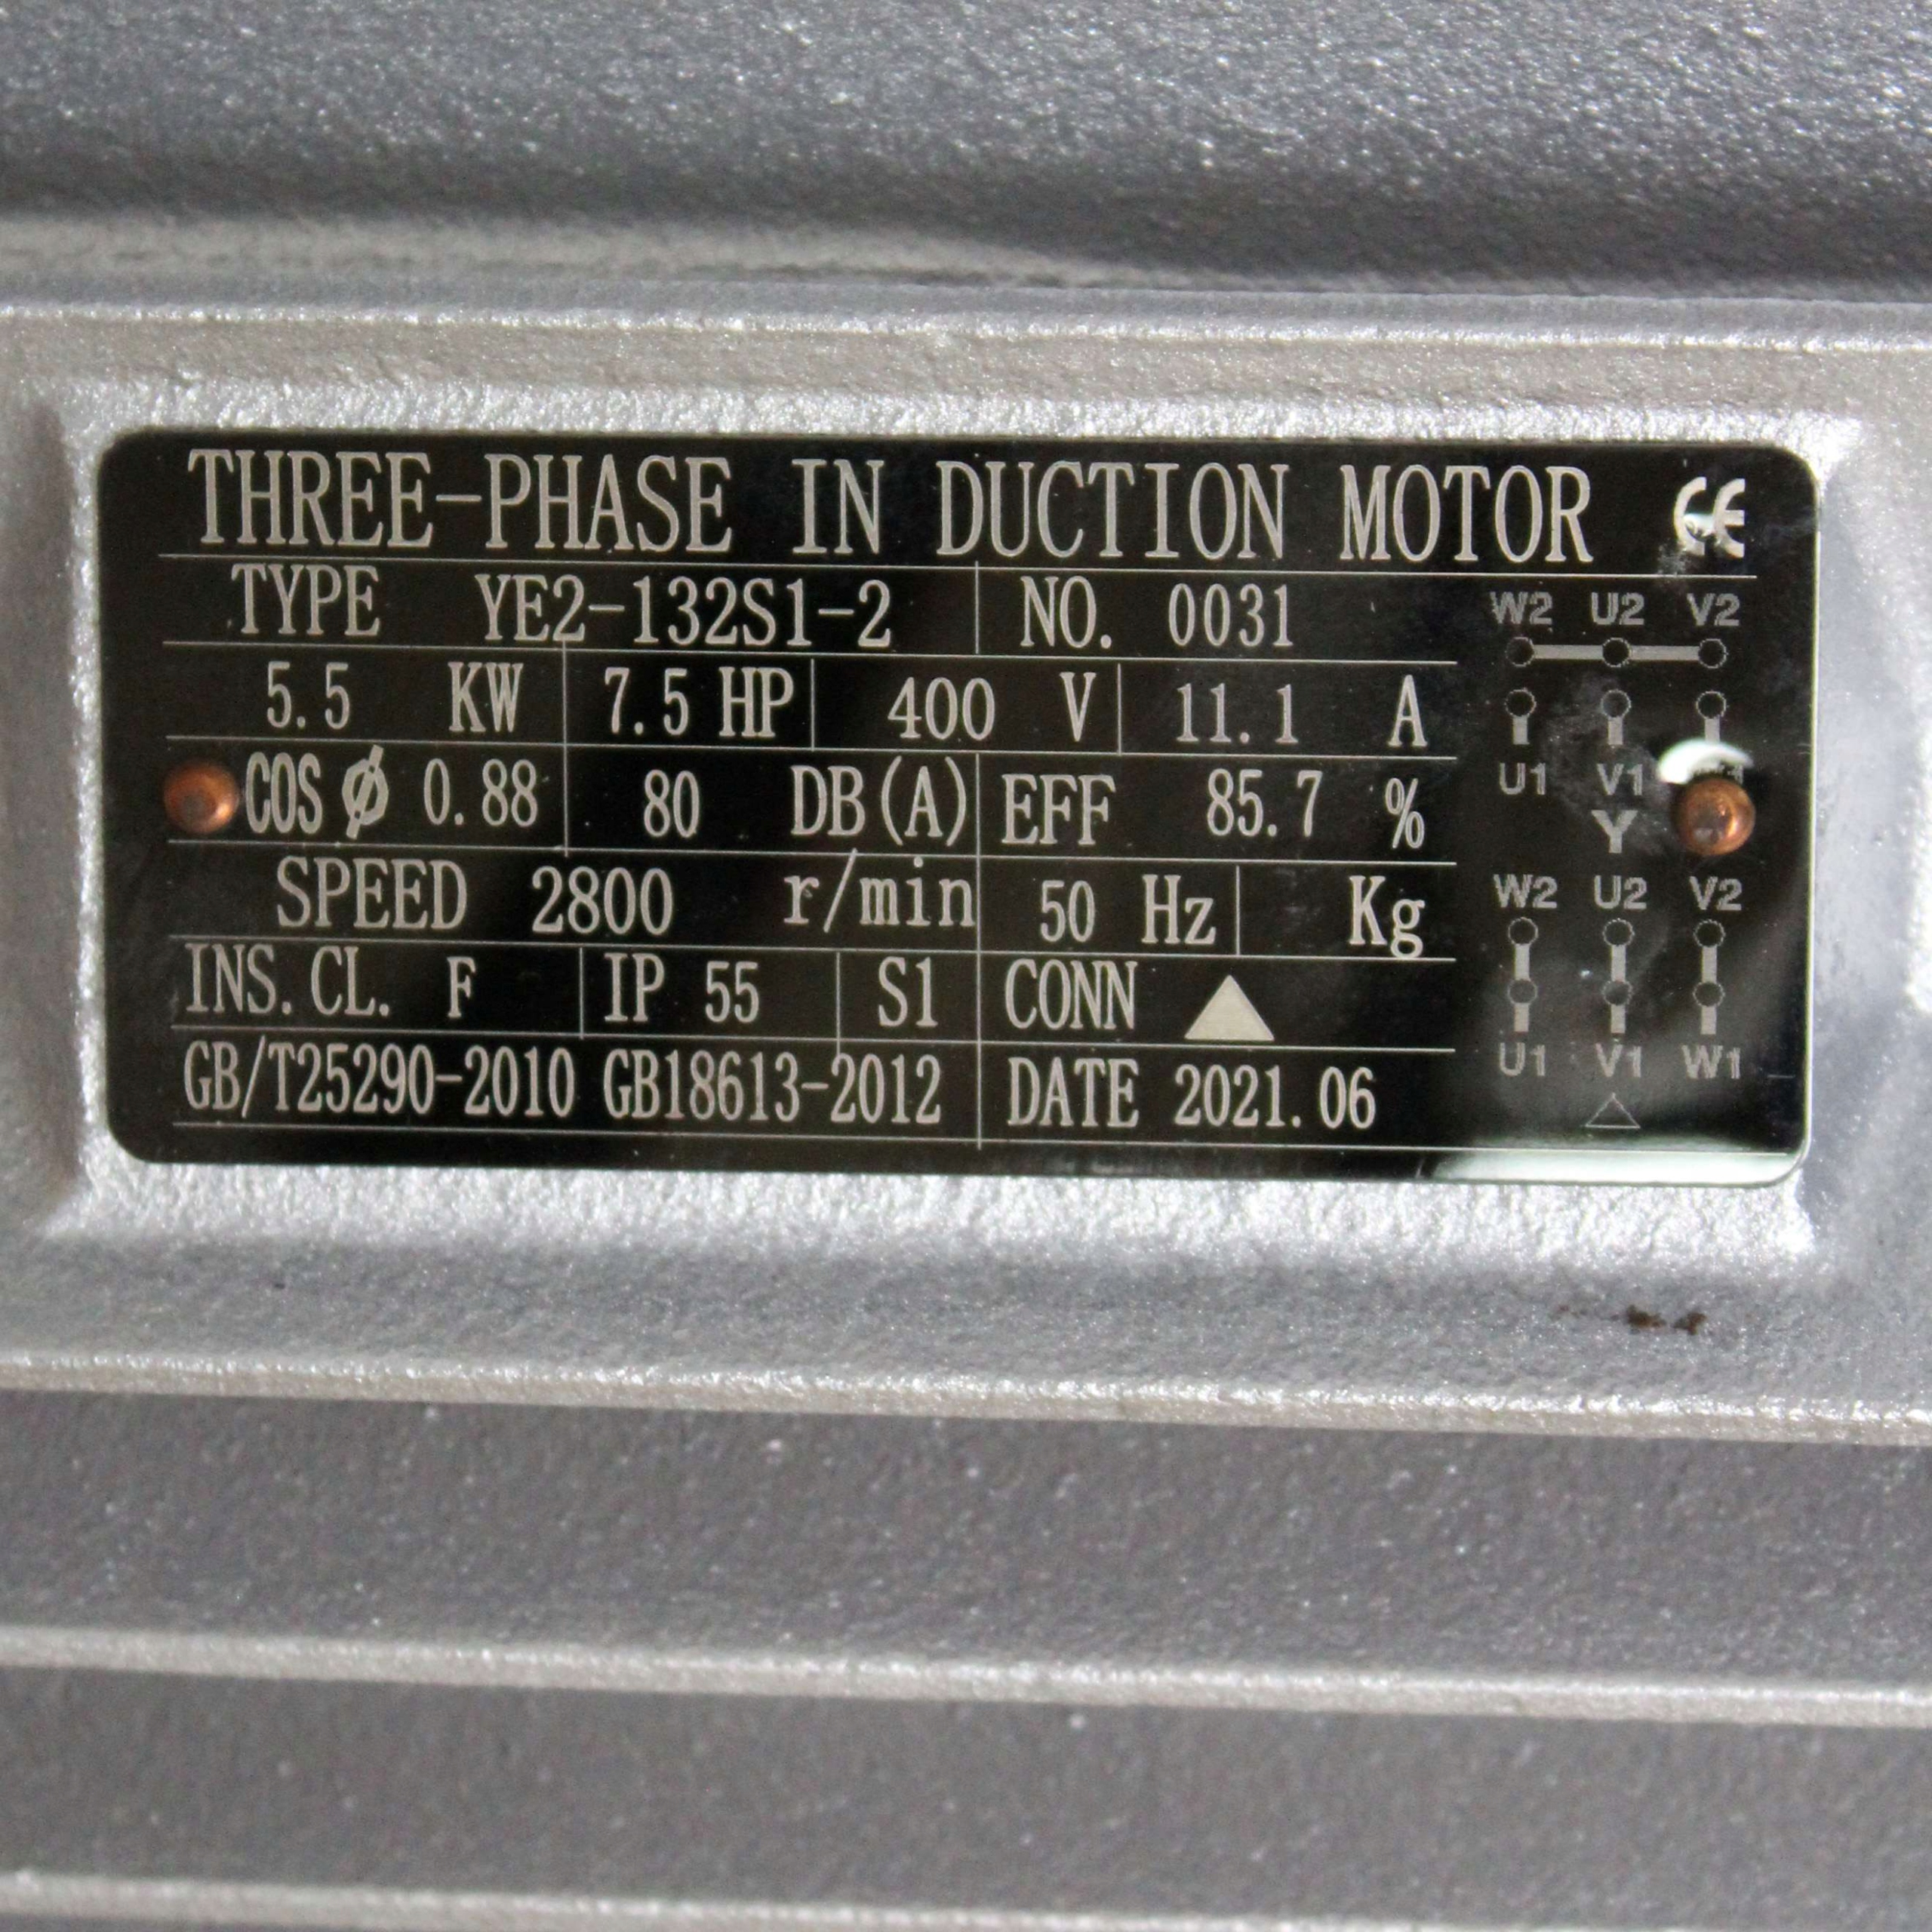 THREE-PHASE IN DUCTION MOTOR CE
TYPE YE2-132S1-2 NO. 0031
5.5 KW 7.5 HP 400 V 11.1 A
COS ϕ 0.88 80 DB(A) EFF 85.7 %
SPEED 2800 r/min 50 Hz Kg
INS. CL. F IP 55 S1 CONN ▲
GB/T25290-2010 GB18613-2012 DATE 2021.06
W2 U2 V2
U1 V1
Y
W2 U2 V2
U1 V1 W1
△